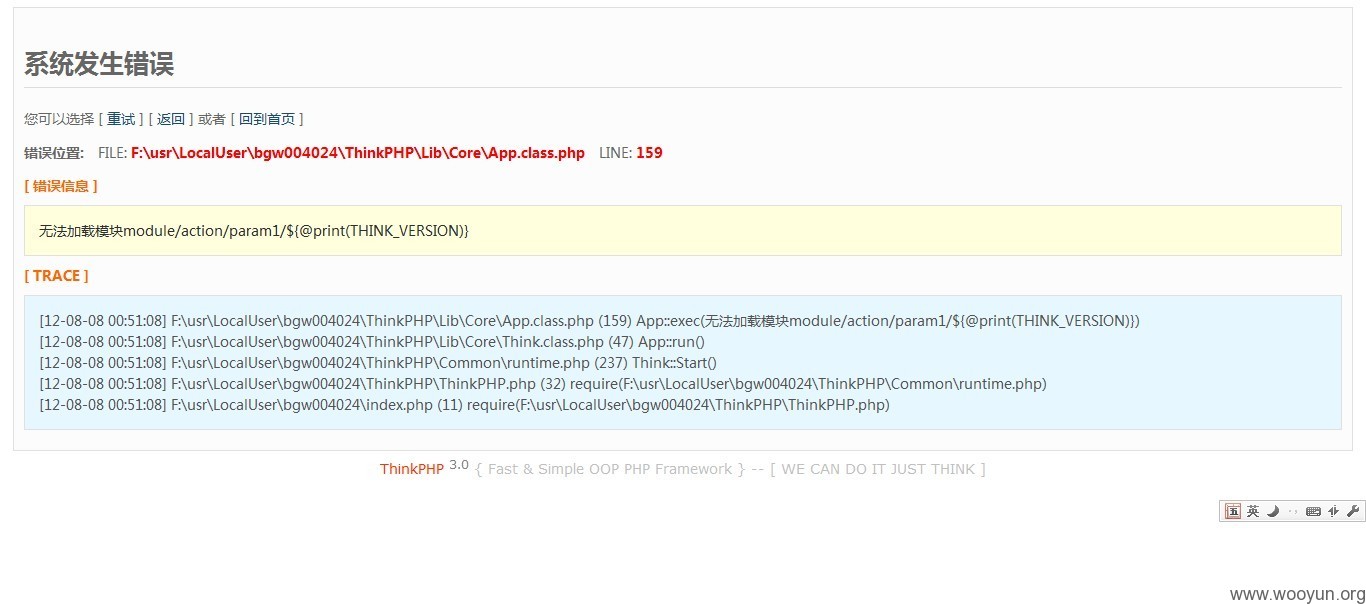 系统发生错误
您可以选择 [ 重试 ] [ 返回 ] 或者 [ 回到首页 ]
错误位置: FILE: F:\usr\LocalUser\bgw004024\ThinkPHP\Lib\Core\App.class.php LINE: 159
[ 错误信息 ]
无法加载模块module/action/param1/${@print(THINK_VERSION)}
[ TRACE ]
[12-08-08 00:51:08] F:\usr\LocalUser\bgw004024\ThinkPHP\Lib\Core\App.class.php (159) App::exec(无法加载模块module/action/param1/${@print(THINK_VERSION)})
[12-08-08 00:51:08] F:\usr\LocalUser\bgw004024\ThinkPHP\Lib\Core\Think.class.php (47) App::run()
[12-08-08 00:51:08] F:\usr\LocalUser\bgw004024\ThinkPHP\Common\runtime.php (237) Think::Start()
[12-08-08 00:51:08] F:\usr\LocalUser\bgw004024\ThinkPHP\ThinkPHP.php (32) require(F:\usr\LocalUser\bgw004024\ThinkPHP\Common\runtime.php)
[12-08-08 00:51:08] F:\usr\LocalUser\bgw004024\index.php (11) require(F:\usr\LocalUser\bgw004024\ThinkPHP\ThinkPHP.php)
ThinkPHP 3.0 { Fast & Simple OOP PHP Framework } -- [ WE CAN DO IT JUST THINK ]
五 英
www.wooyun.org